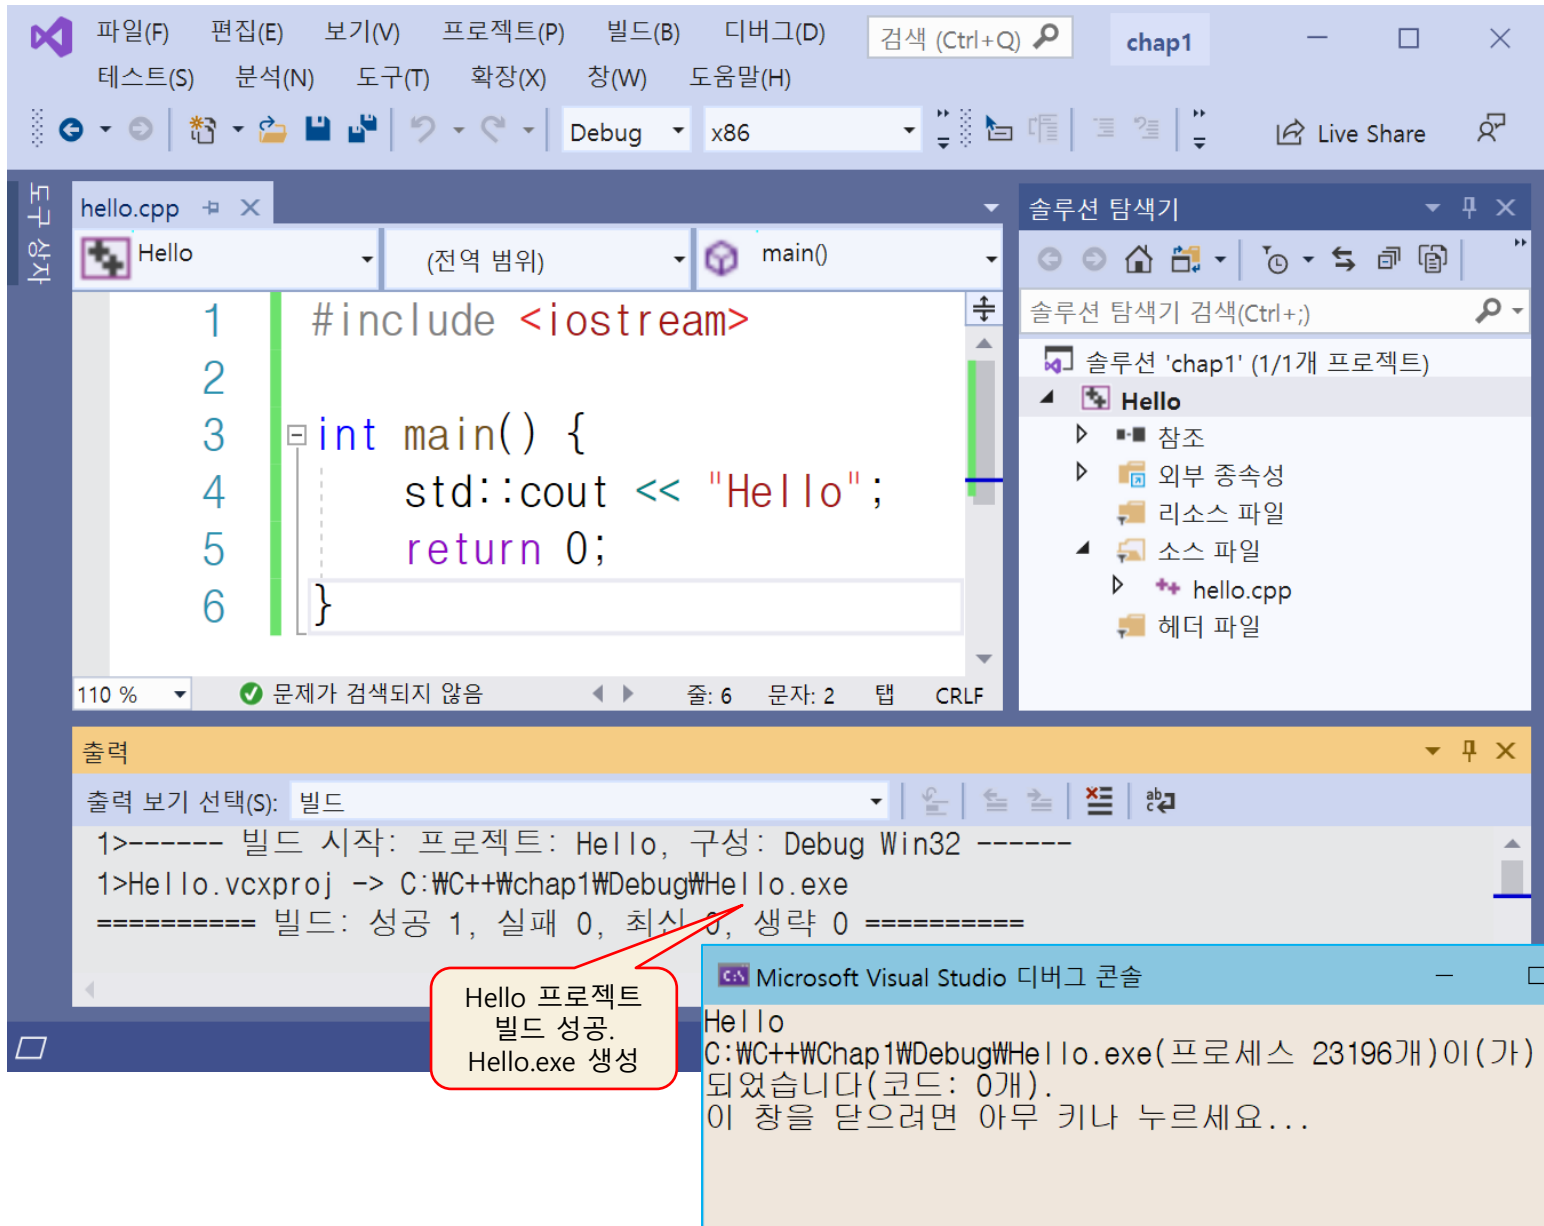 파일(F) 편집(E) 보기(V) 프로젝트(P) 빌드(B) 디버그(D) 검색 (Ctrl+Q) chap1
테스트(S) 분석(N) 도구(T) 확장(X) 창(W) 도움말(H)
Debug x86 Live Share
도구 상자
hello.cpp
Hello (전역 범위) main()
1 #include <iostream>
2
3 int main() {
4 std::cout << "Hello";
5 return 0;
6 }
110 % 문제가 검색되지 않음 줄: 6 문자: 2 탭 CRLF
솔루션 탐색기
솔루션 탐색기 검색(Ctrl+;)
솔루션 'chap1' (1/1개 프로젝트)
Hello
참조
외부 종속성
리소스 파일
소스 파일
hello.cpp
헤더 파일
출력
출력 보기 선택(S): 빌드
1>------ 빌드 시작: 프로젝트: Hello, 구성: Debug Win32 ------
1>Hello.vcxproj -> C:₩C++₩chap1₩Debug₩Hello.exe
========== 빌드: 성공 1, 실패 0, 최신 0, 생략 0 ==========
Hello 프로젝트
빌드 성공.
Hello.exe 생성
Microsoft Visual Studio 디버그 콘솔
Hello
C:₩C++₩Chap1₩Debug₩Hello.exe(프로세스 23196개)이(가)
되었습니다(코드: 0개).
이 창을 닫으려면 아무 키나 누르세요...